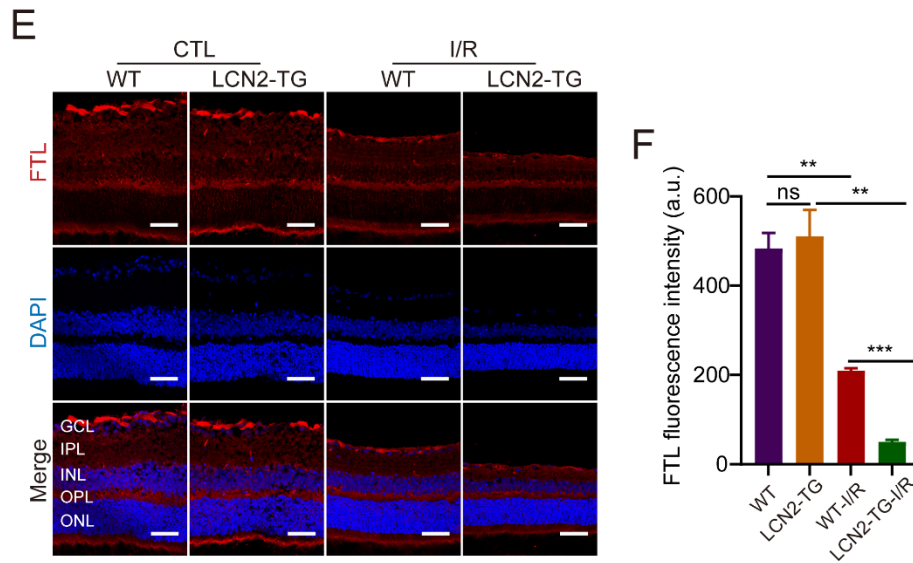 E
CTL
I/R
WT
LCN2-TG
WT
LCN2-TG
FTL
DAPI
Merge
GCL
IPL
INL
OPL
ONL
F
FTL fluorescence intensity (a.u.)
600
400
200
0
**
ns
**
***
WT
LCN2-TG
WT-I/R
LCN2-TG-I/R